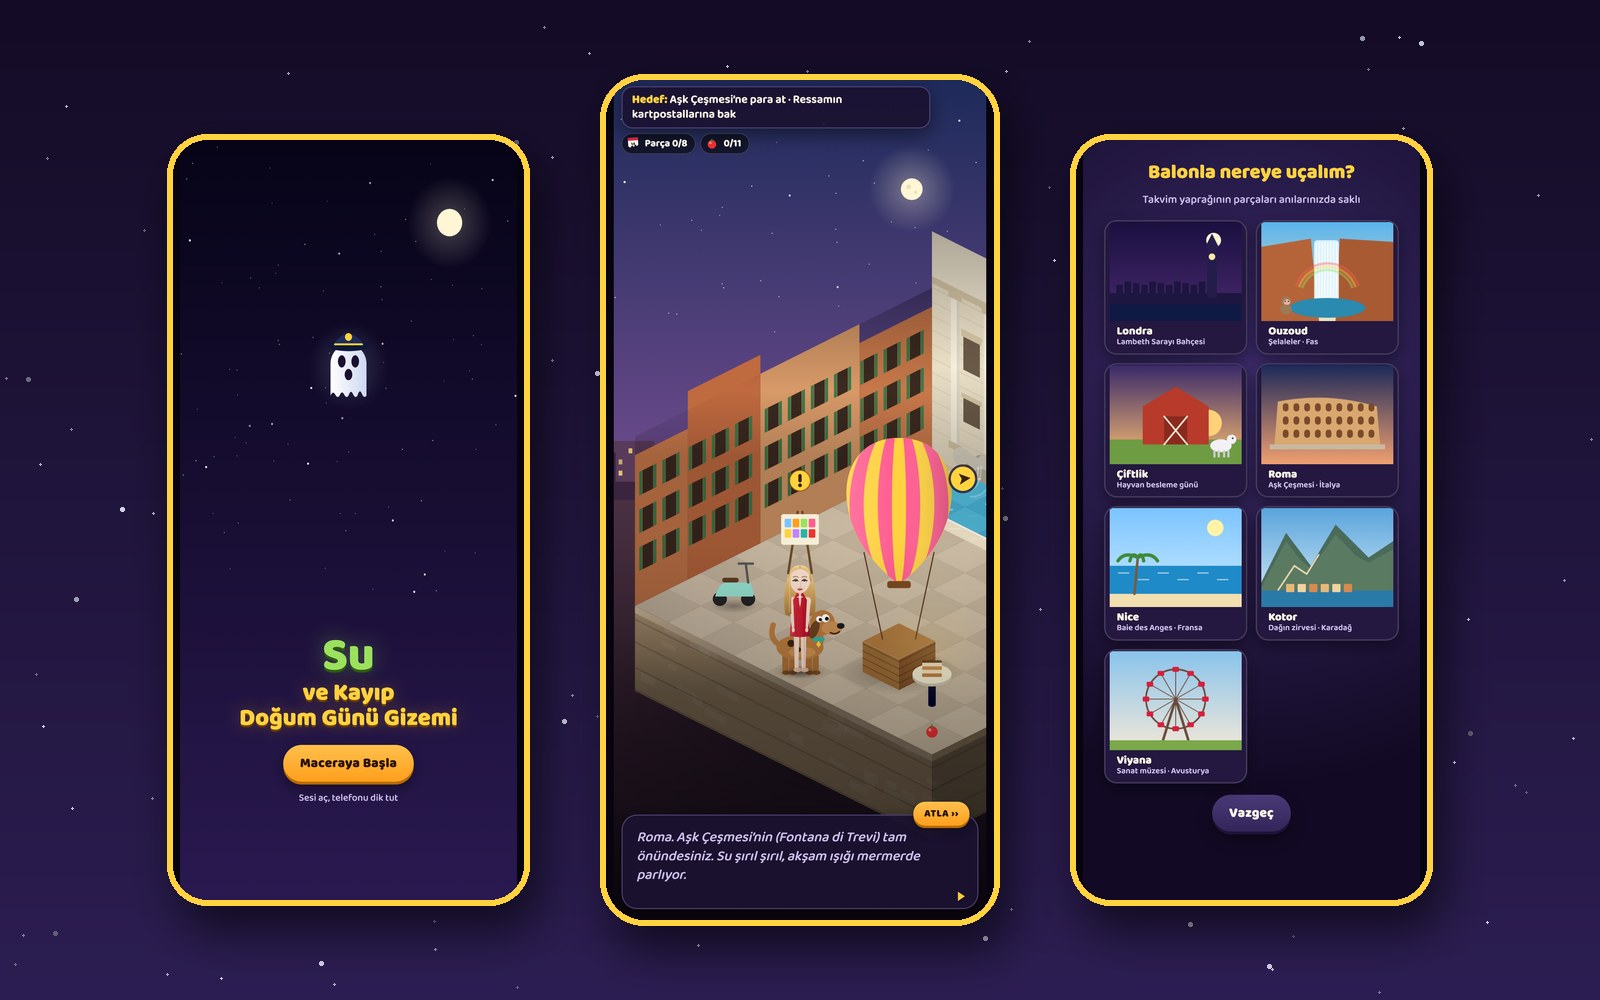 Su
ve Kayıp
Doğum Günü Gizemi
Maceraya Başla
Sesi aç, telefonu dik tut
Hedef: Aşk Çeşmesi'ne para at · Ressamın
kartpostallarına bak
Parça 0/8
0/11
!
ATLA ››
Roma. Aşk Çeşmesi'nin (Fontana di Trevi) tam
önündesiniz. Su şırıl şırıl, akşam ışığı mermerde
parlıyor.
Balonla nereye uçalım?
Takvim yaprağının parçaları anılarınızda saklı
Londra
Lambeth Sarayı Bahçesi
Ouzoud
Şelaleler · Fas
Çiftlik
Hayvan besleme günü
Roma
Aşk Çeşmesi · İtalya
Nice
Baie des Anges · Fransa
Kotor
Dağın zirvesi · Karadağ
Viyana
Sanat müzesi · Avusturya
Vazgeç